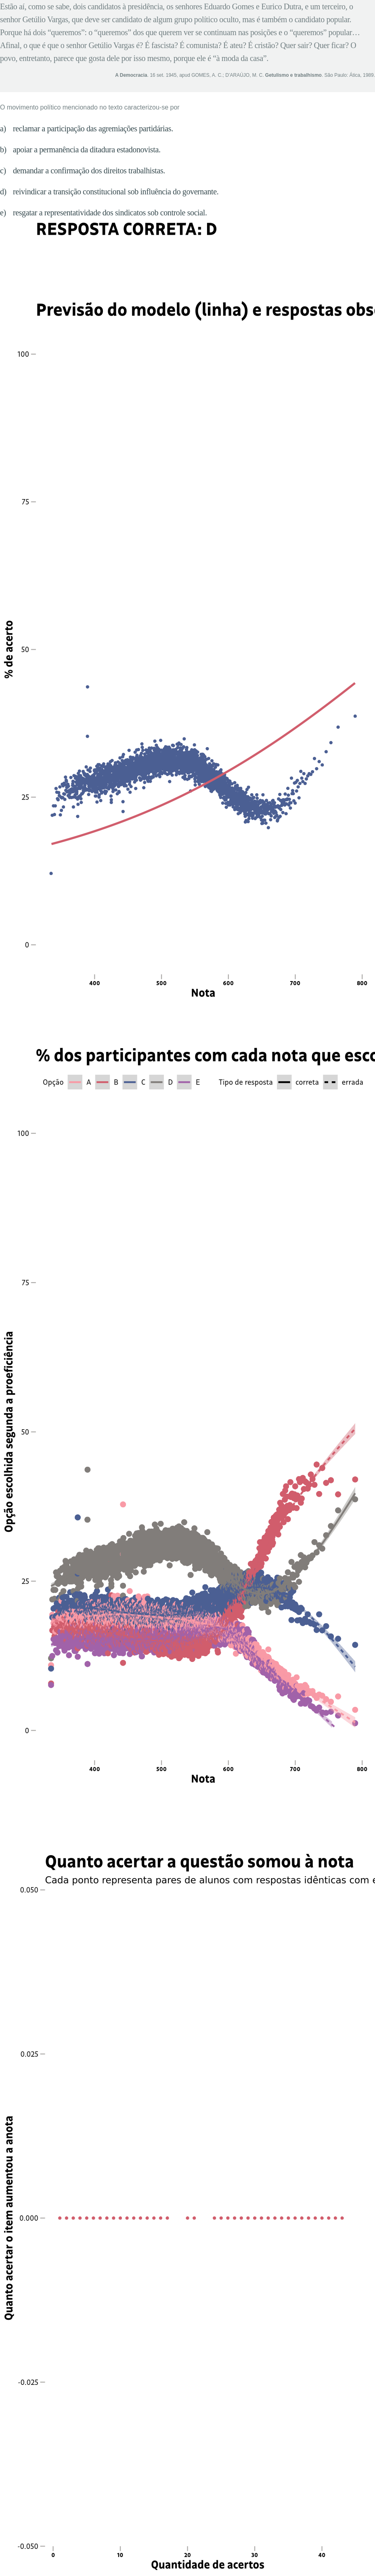 Estão aí, como se sabe, dois candidatos à presidência, os senhores Eduardo Gomes e Eurico Dutra, e um terceiro, o
senhor Getúlio Vargas, que deve ser candidato de algum grupo político oculto, mas é também o candidato popular.
Porque há dois “queremos”: o “queremos” dos que querem ver se continuam nas posições e o “queremos” popular…
Afinal, o que é que o senhor Getúlio Vargas é? É fascista? É comunista? É ateu? É cristão? Quer sair? Quer ficar? O
povo, entretanto, parece que gosta dele por isso mesmo, porque ele é “à moda da casa”.
A Democracia. 16 set. 1945, apud GOMES, A. C.; D'ARAÚJO, M. C. Getulismo e trabalhismo. São Paulo: Ática, 1989.
O movimento político mencionado no texto caracterizou-se por
a) reclamar a participação das agremiações partidárias.
b) apoiar a permanência da ditadura estadonovista.
c) demandar a confirmação dos direitos trabalhistas.
d) reivindicar a transição constitucional sob influência do governante.
e) resgatar a representatividade dos sindicatos sob controle social.
RESPOSTA CORRETA: D
Previsão do modelo (linha) e respostas obs
100
75
50
25
0
% de acerto
400 500 600 700 800
Nota
% dos participantes com cada nota que esco
Opção A B C D E Tipo de resposta correta errada
100
75
50
25
0
Opção escolhida segunda a proeficiência
400 500 600 700 800
Nota
Quanto acertar a questão somou à nota
Cada ponto representa pares de alunos com respostas idênticas com e
0.050
0.025
0.000
-0.025
-0.050
Quanto acertar o item aumentou a anota
0 10 20 30 40
Quantidade de acertos